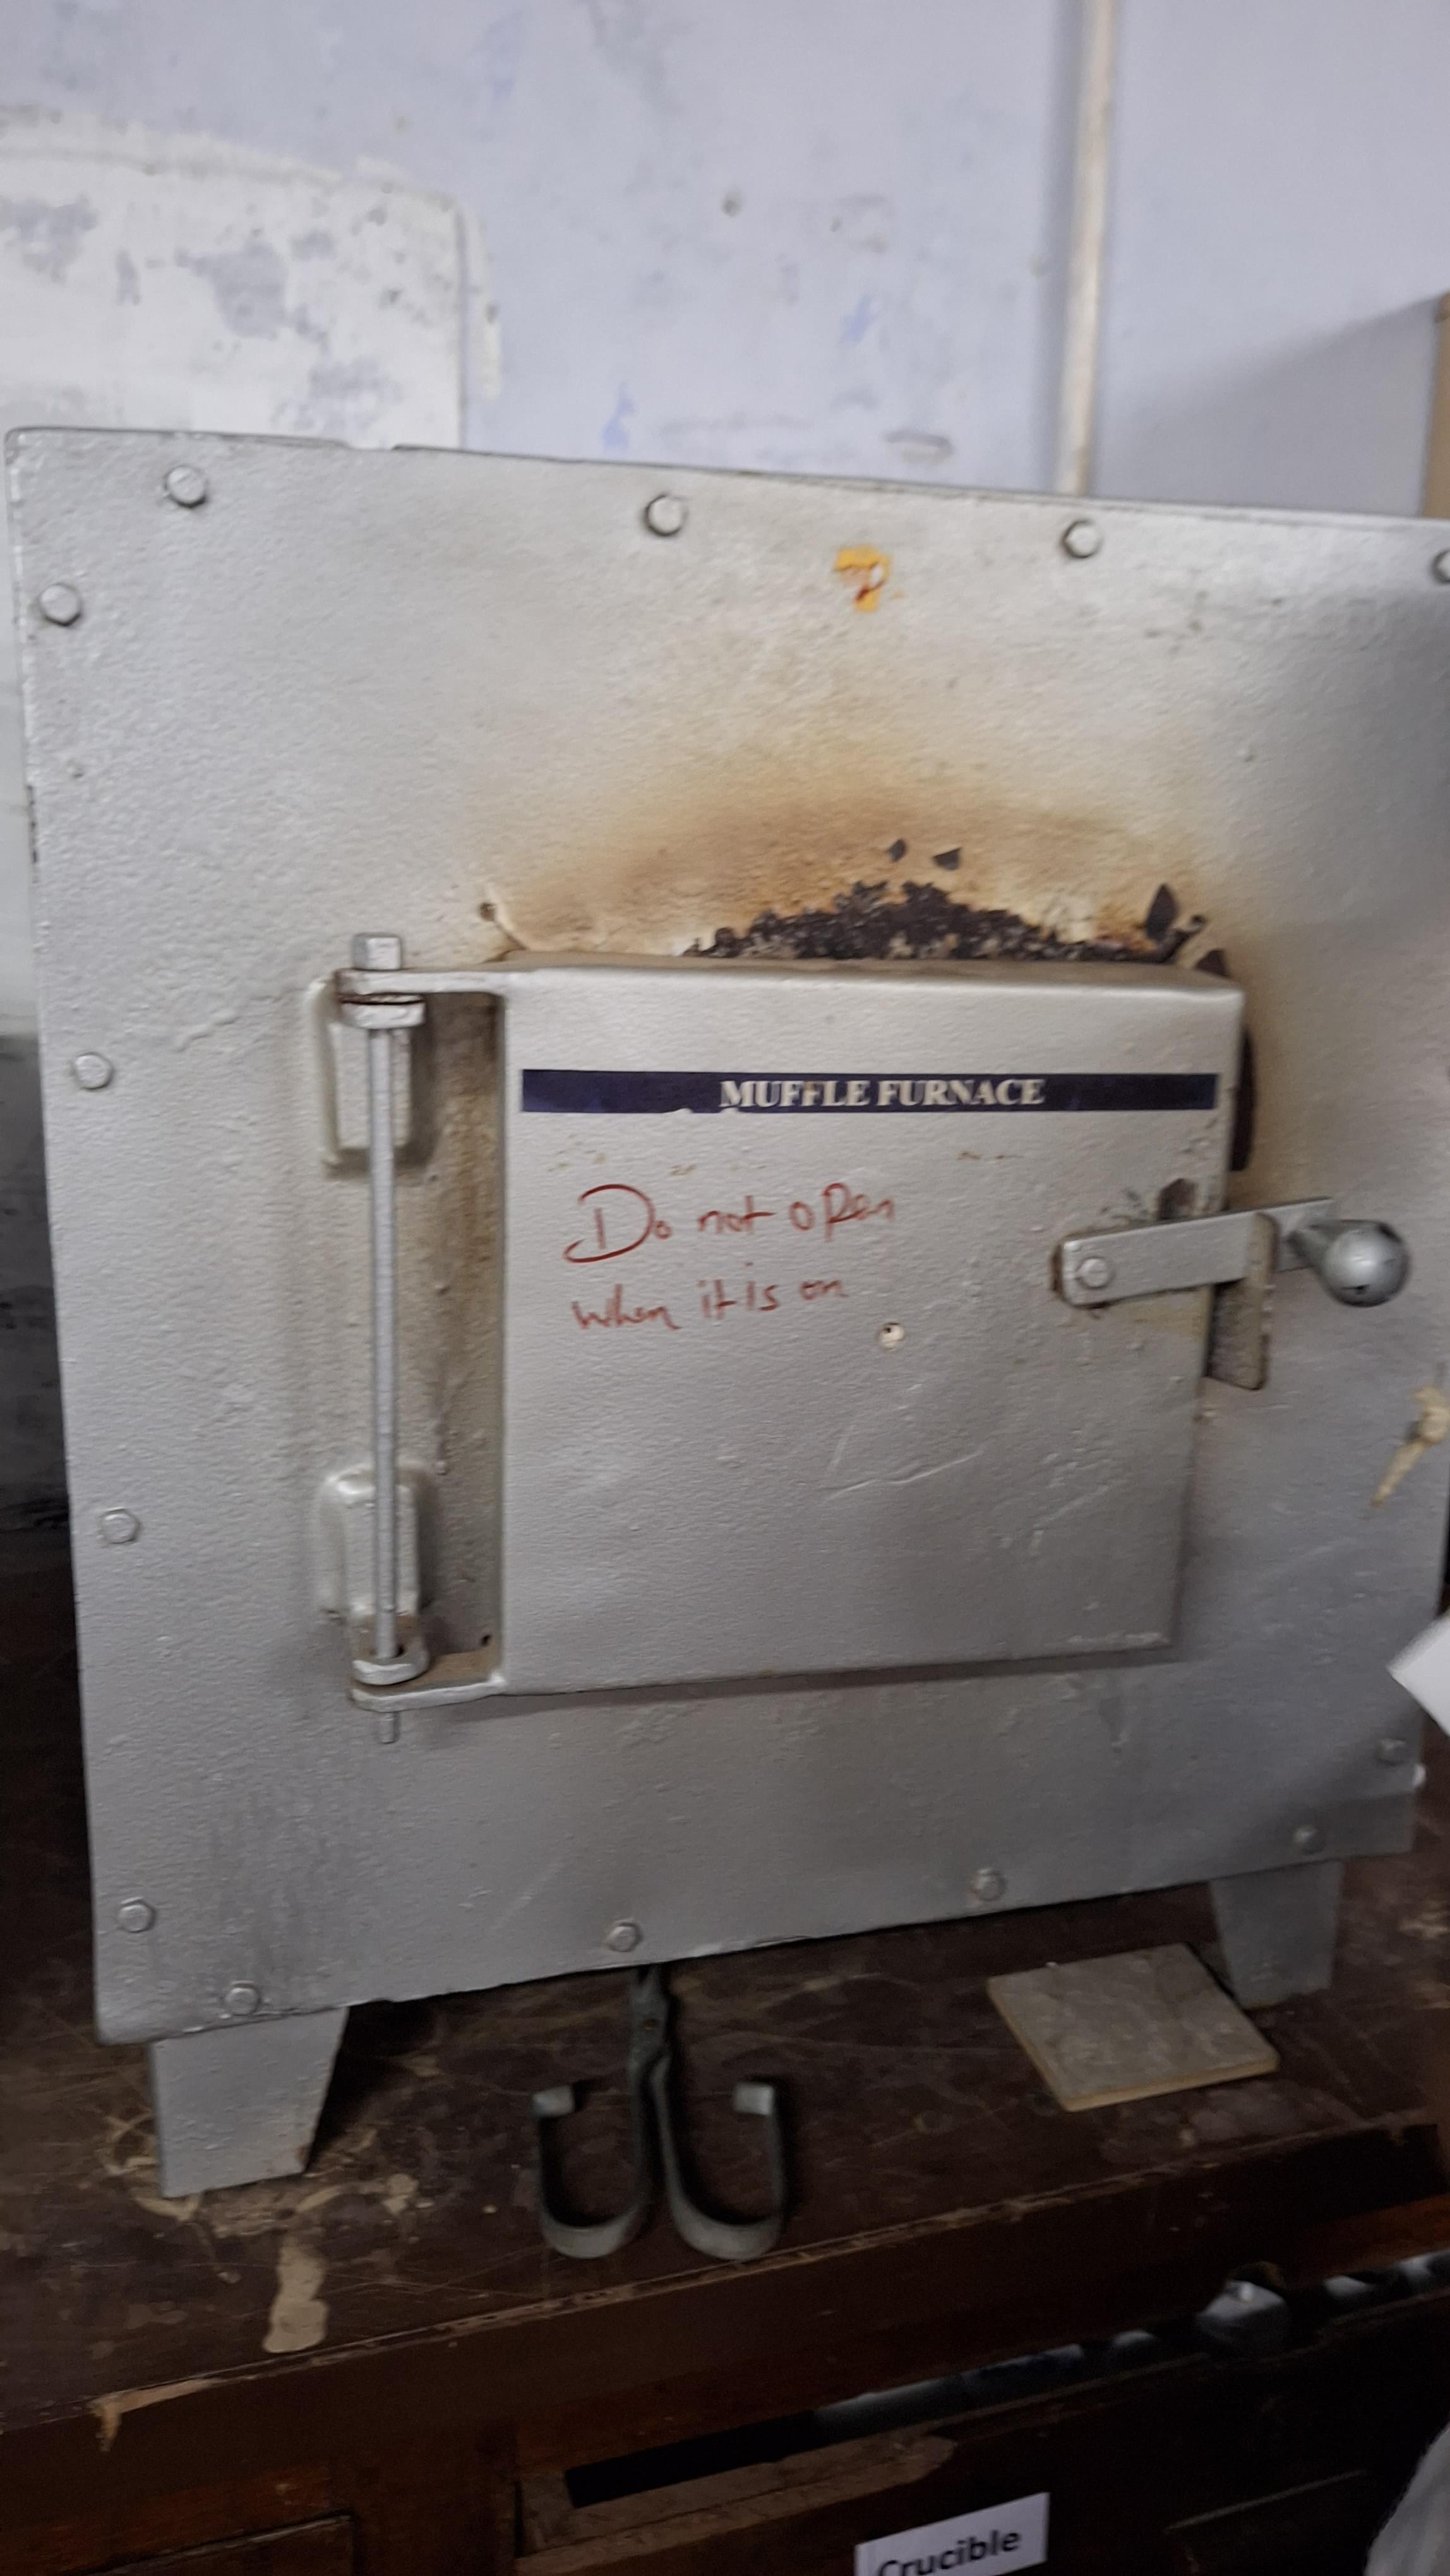 MUFFLE FURNACE
Do not open
when it is on
Crucible